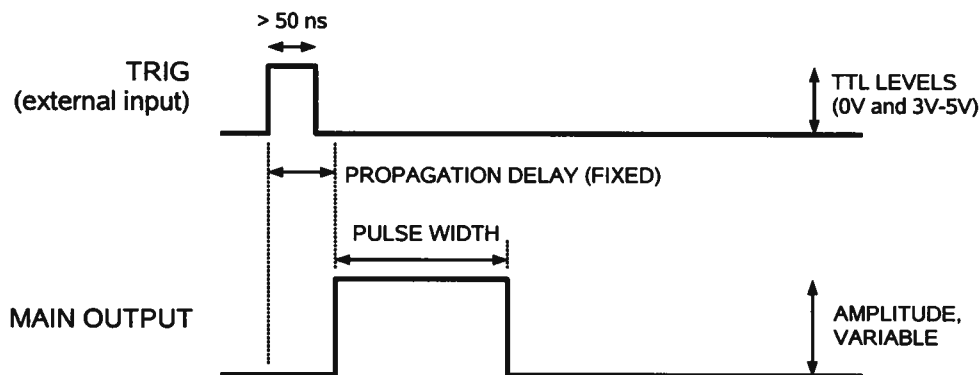 > 50 ns
TRIG
(external input)
TTL LEVELS
(0V and 3V-5V)
PROPAGATION DELAY (FIXED)
PULSE WIDTH
MAIN OUTPUT
AMPLITUDE,
VARIABLE